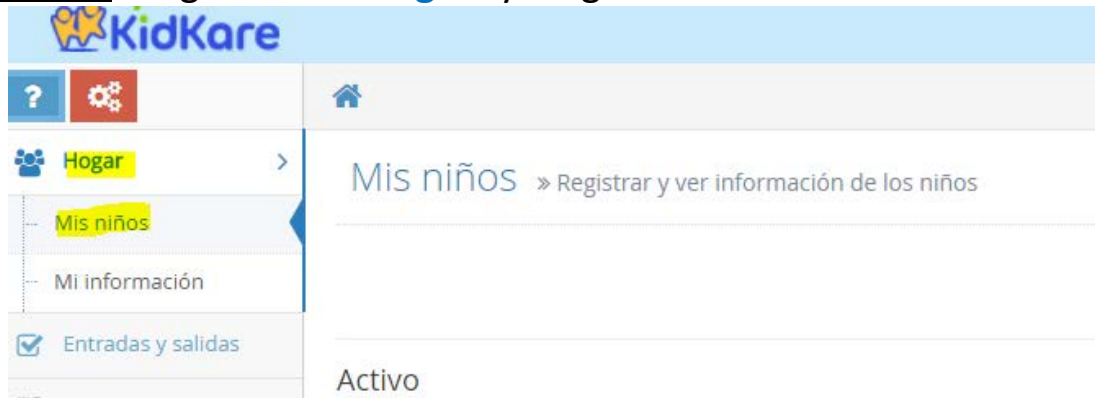 KidKare
?
Hogar
Mis niños » Registrar y ver información de los niños
Mis niños
Mi información
Entradas y salidas
Activo